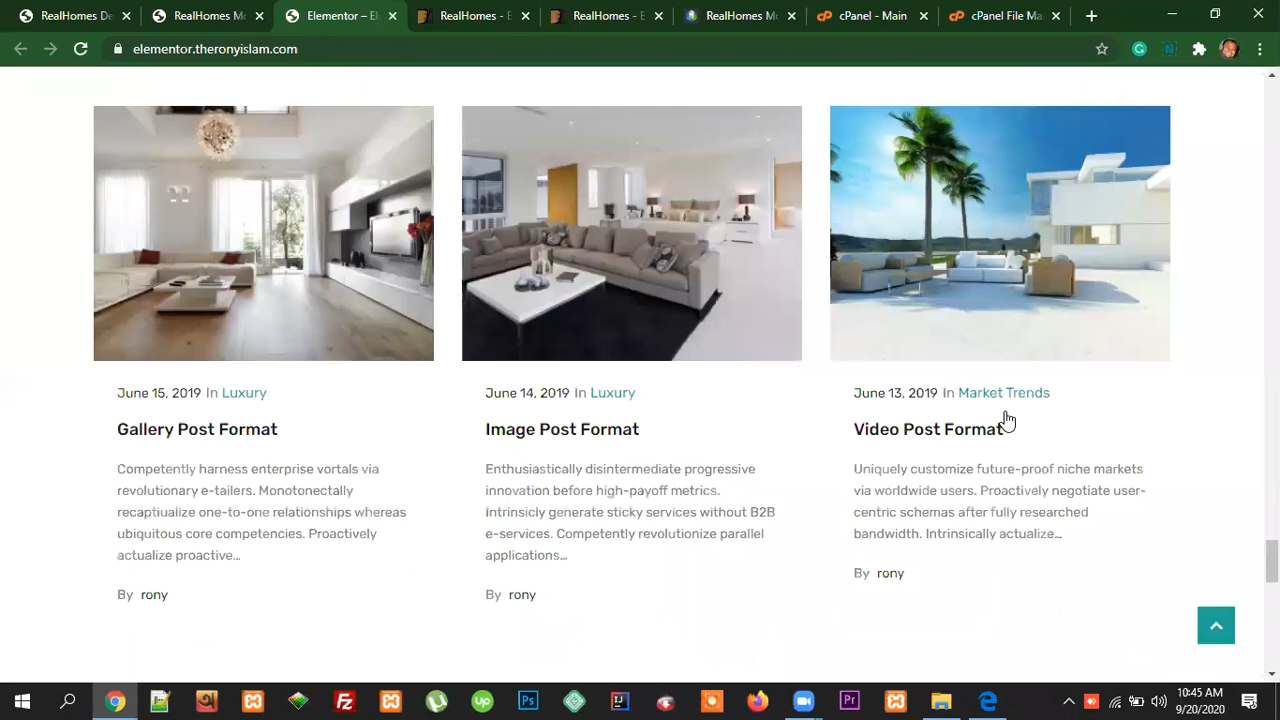 RealHomes De
RealHomes Mo
Elementor – El
RealHomes - E
RealHomes - E
RealHomes Mo
cPanel - Main
cPanel File Ma
elementor.theronyislam.com
June 15, 2019 In Luxury
Gallery Post Format
Competently harness enterprise vortals via
revolutionary e-tailers. Monotonectally
recaptiualize one-to-one relationships whereas
ubiquitous core competencies. Proactively
actualize proactive…
By rony
June 14, 2019 In Luxury
Image Post Format
Enthusiastically disintermediate progressive
innovation before high-payoff metrics.
Intrinsicly generate sticky services without B2B
e-services. Competently revolutionize parallel
applications…
By rony
June 13, 2019 In Market Trends
Video Post Format
Uniquely customize future-proof niche markets
via worldwide users. Proactively negotiate user-
centric schemas after fully researched
bandwidth. Intrinsically actualize…
By rony
10:45 AM
9/20/2020